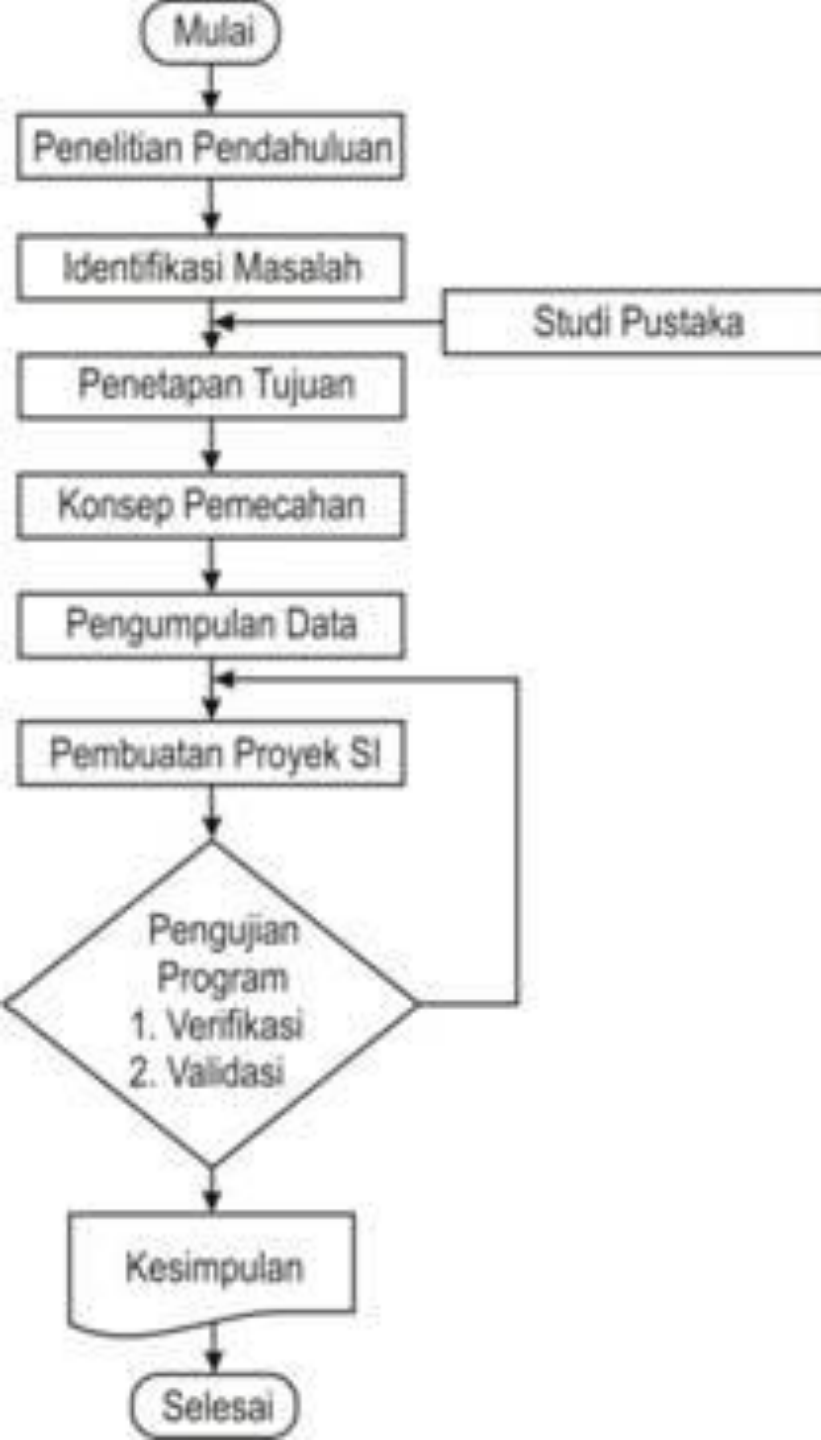 Mulai
Penelitian Pendahuluan
Identifikasi Masalah
Studi Pustaka
Penetapan Tujuan
Konsep Pemecahan
Pengumpulan Data
Pembuatan Proyek SI
Pengujian
Program
1. Verifikasi
2. Validasi
Kesimpulan
Selesai